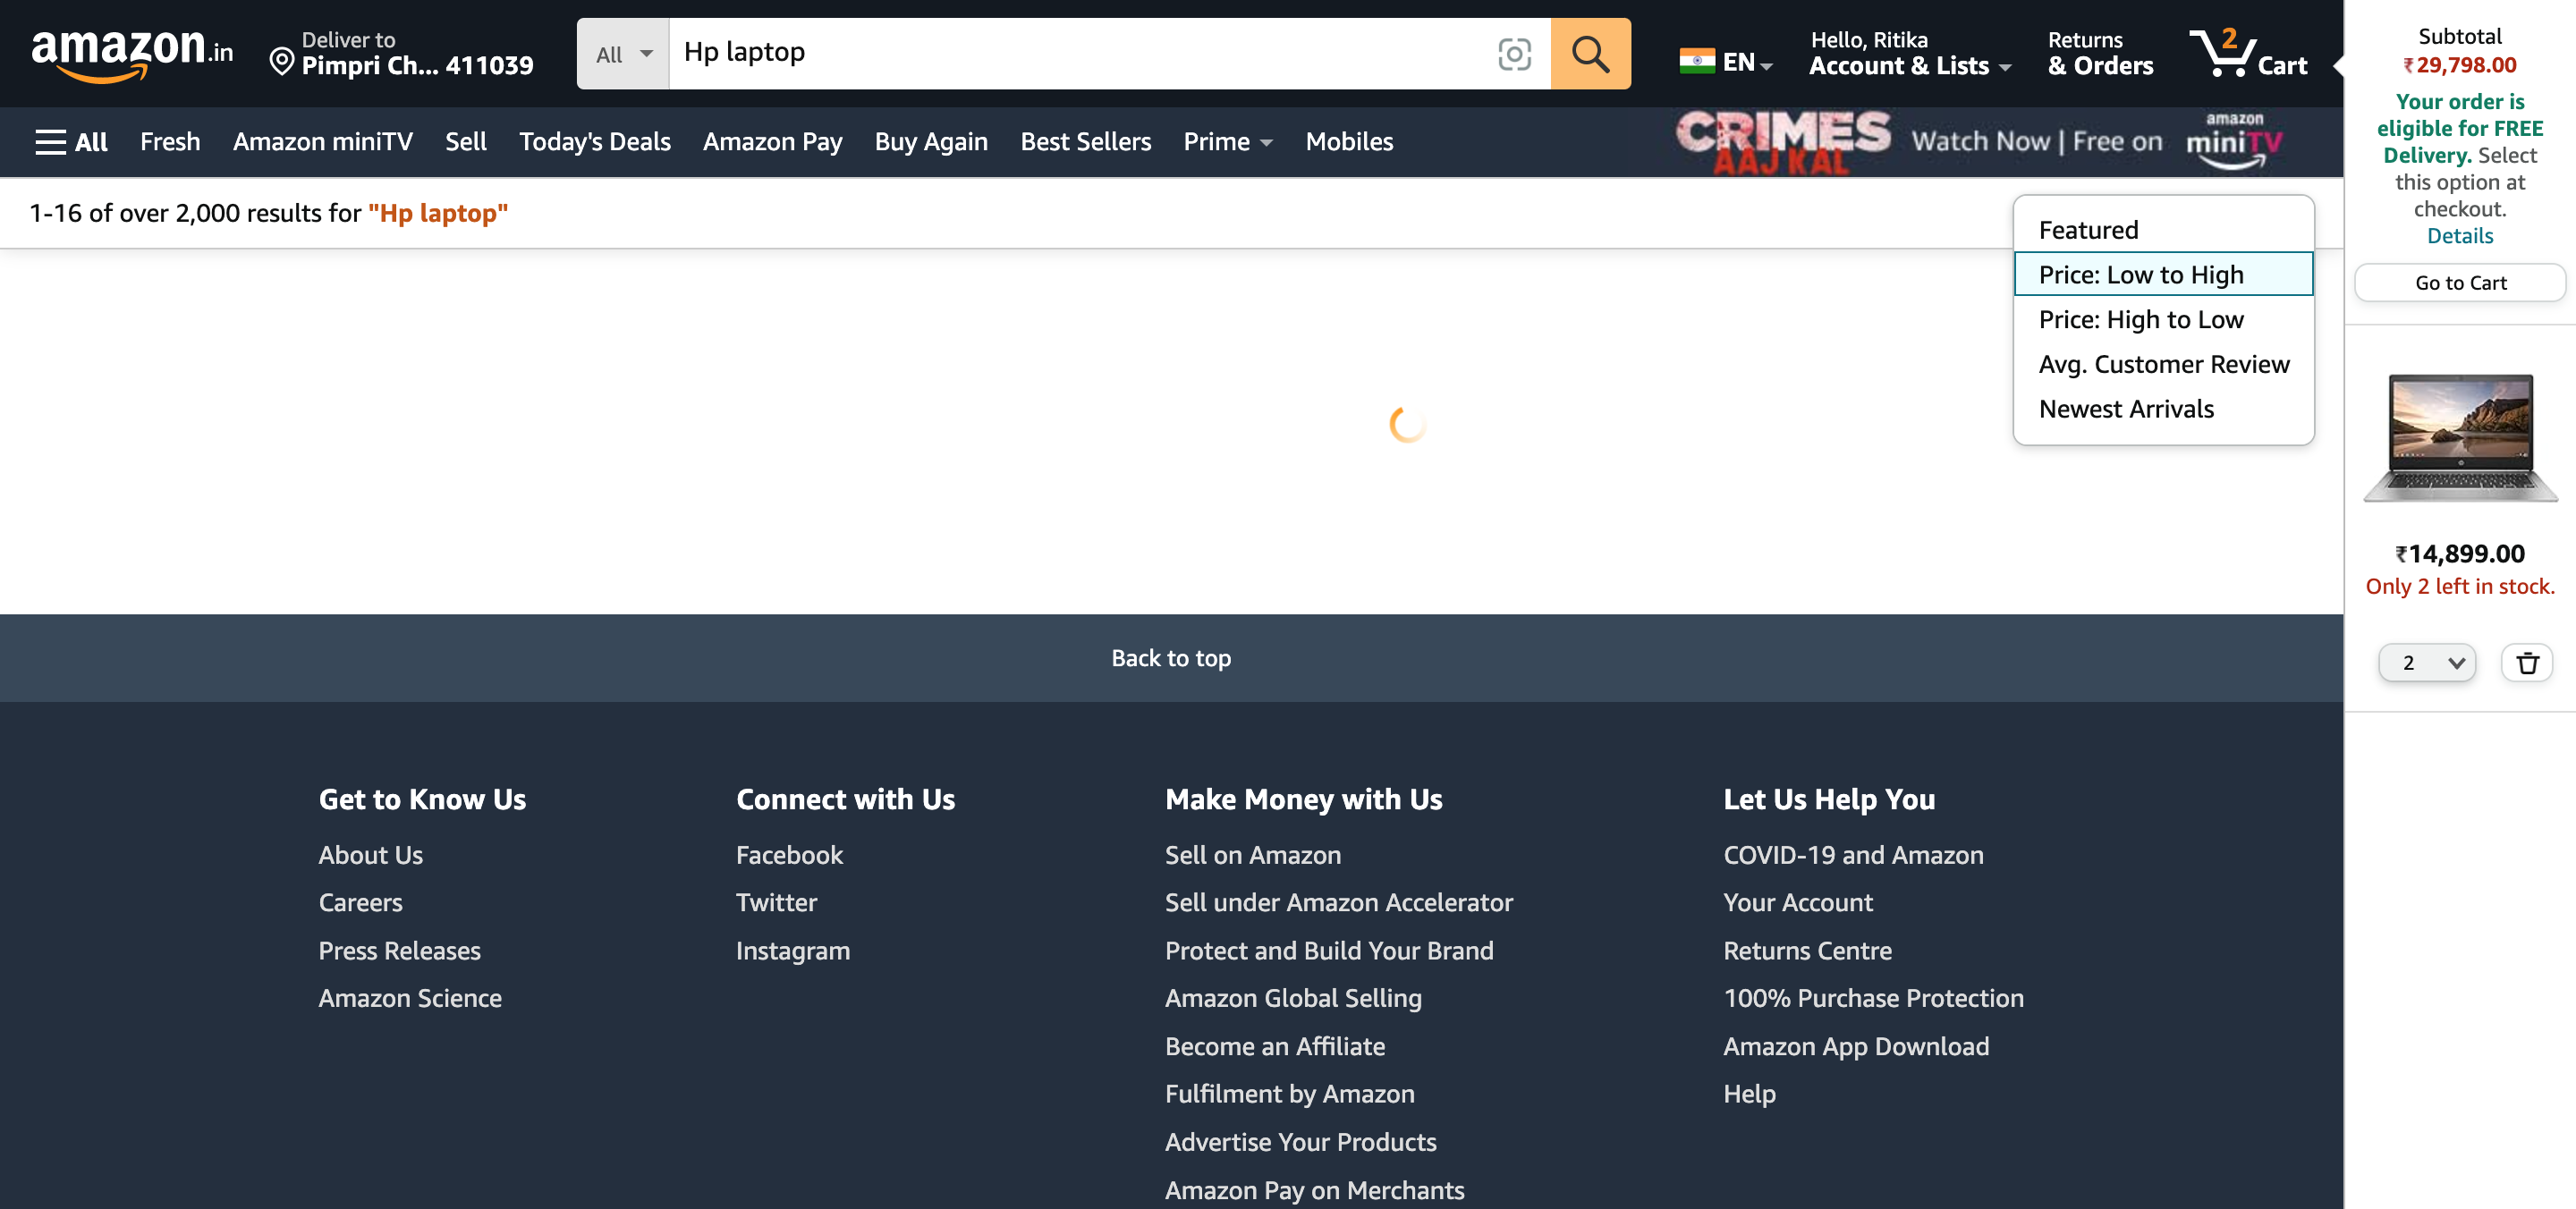 amazon.in
Deliver to
Pimpri Ch... 411039
All
Hp laptop
EN
Hello, Ritika
Account & Lists
Returns
& Orders
2
Cart
All
Fresh
Amazon miniTV
Sell
Today's Deals
Amazon Pay
Buy Again
Best Sellers
Prime
Mobiles
CRIMES
AAJ KAL
Watch Now | Free on
amazon
miniTV
1-16 of over 2,000 results for "Hp laptop"
Featured
Price: Low to High
Price: High to Low
Avg. Customer Review
Newest Arrivals
Subtotal
₹29,798.00
Your order is
eligible for FREE
Delivery. Select
this option at
checkout.
Details
Go to Cart
₹14,899.00
Only 2 left in stock.
2
Back to top
Get to Know Us
About Us
Careers
Press Releases
Amazon Science
Connect with Us
Facebook
Twitter
Instagram
Make Money with Us
Sell on Amazon
Sell under Amazon Accelerator
Protect and Build Your Brand
Amazon Global Selling
Become an Affiliate
Fulfilment by Amazon
Advertise Your Products
Amazon Pay on Merchants
Let Us Help You
COVID-19 and Amazon
Your Account
Returns Centre
100% Purchase Protection
Amazon App Download
Help